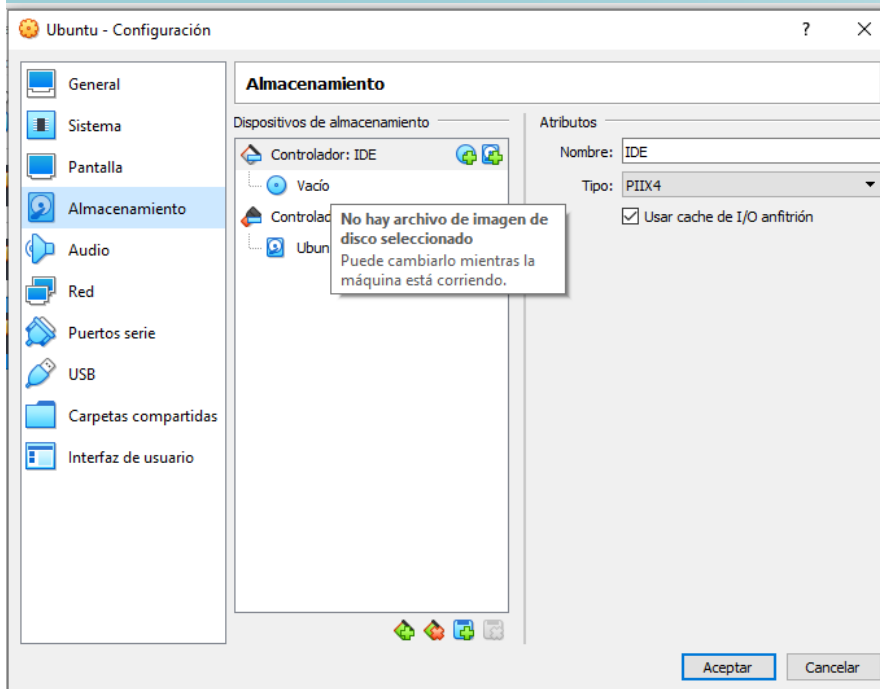 Ubuntu - Configuración
?
General
Sistema
Pantalla
Almacenamiento
Audio
Red
Puertos serie
USB
Carpetas compartidas
Interfaz de usuario
Almacenamiento
Dispositivos de almacenamiento
Controlador: IDE
Vacío
Controlad
Ubun
No hay archivo de imagen de
disco seleccionado
Puede cambiarlo mientras la
máquina está corriendo.
Atributos
Nombre: IDE
Tipo: PIIX4
Usar cache de I/O anfitrión
Aceptar
Cancelar